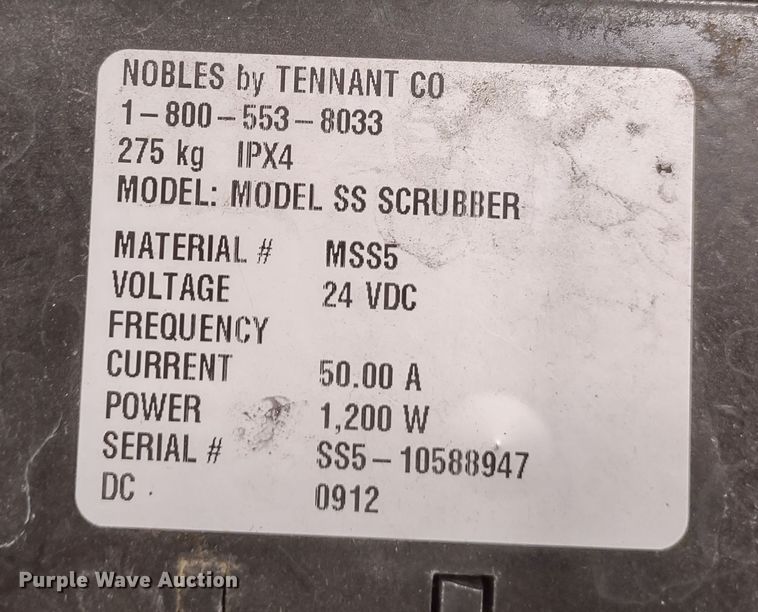 NOBLES by TENNANT CO
1-800-553-8033
275 kg IPX4
MODEL: MODEL SS SCRUBBER
MATERIAL # MSS5
VOLTAGE 24 VDC
FREQUENCY
CURRENT 50.00 A
POWER 1,200 W
SERIAL # SS5-10588947
DC 0912
Purple Wave Auction